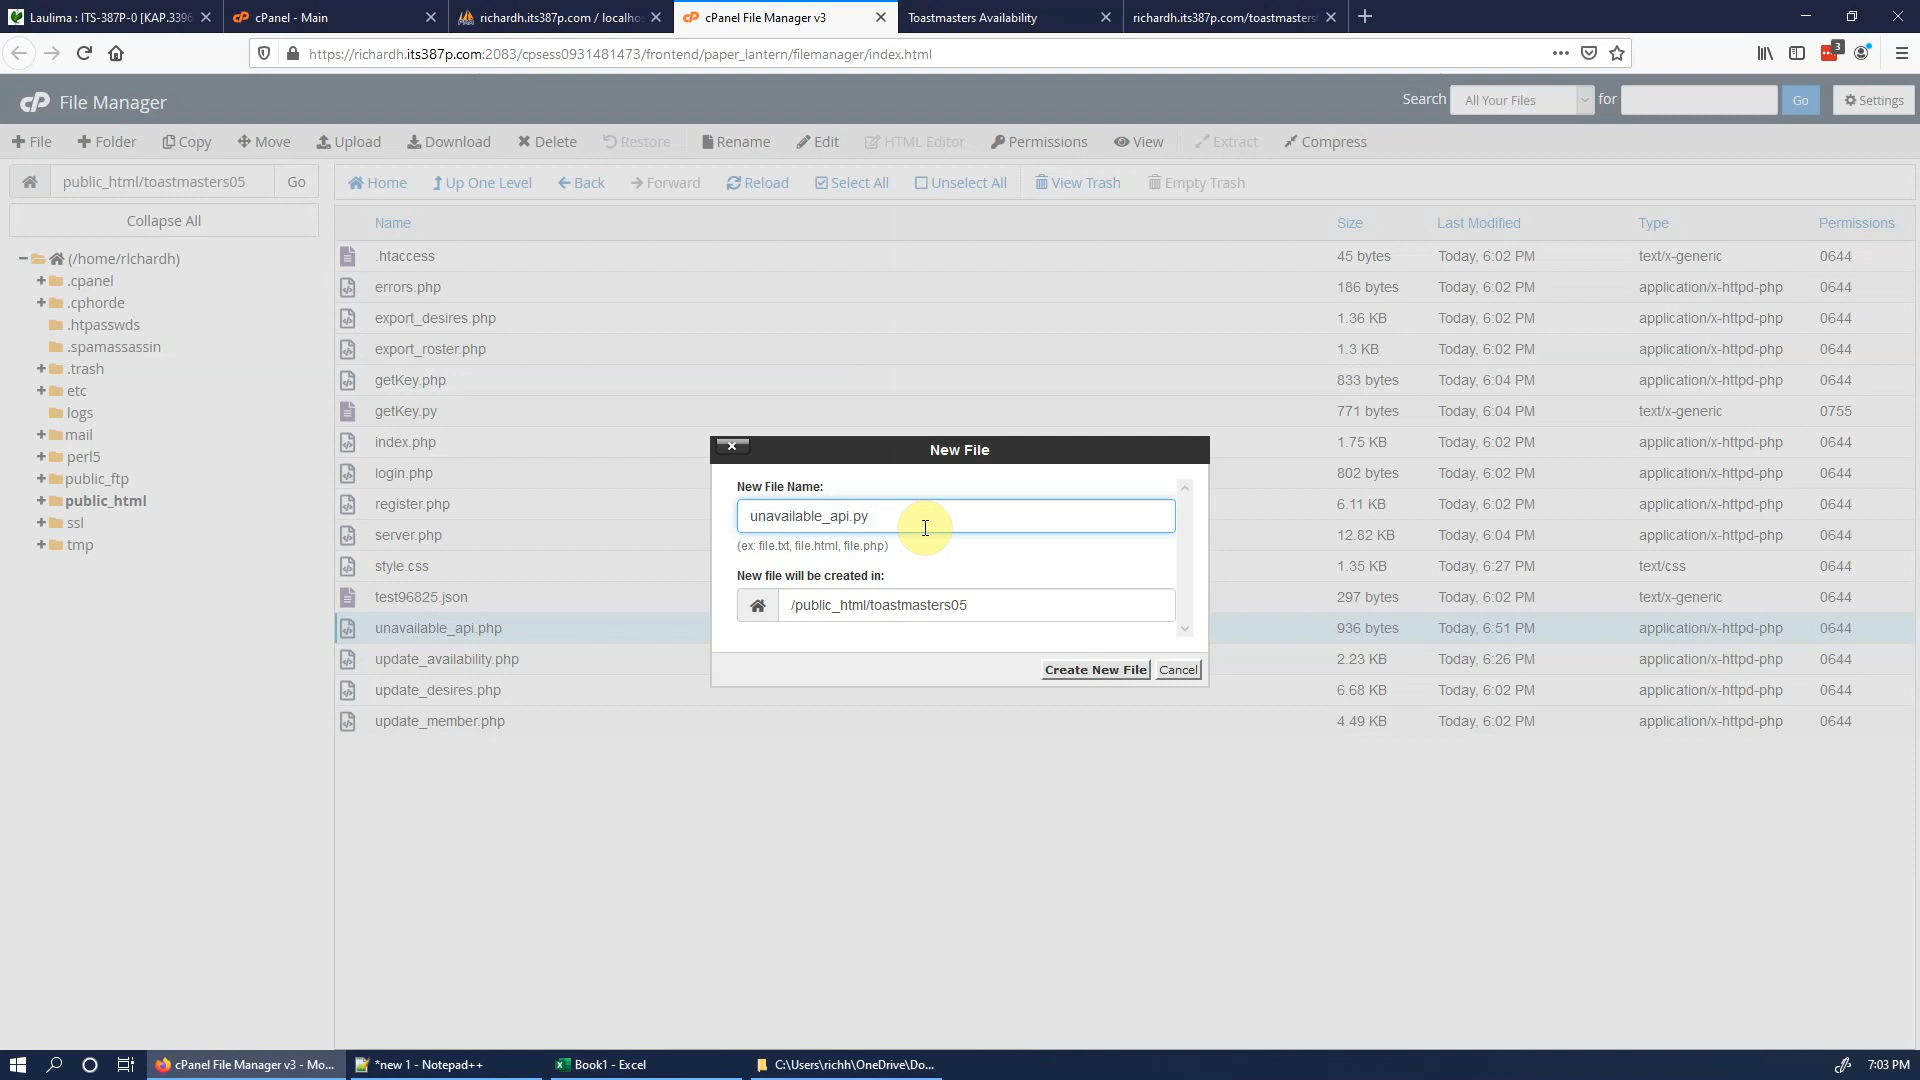 Laulima : ITS-387P-0 [KAP.3396
cPanel - Main
richardh.its387p.com / localho
cPanel File Manager v3
Toastmasters Availability
richardh.its387p.com/toastmasters
https://richardh.its387p.com:2083/cpsess0931481473/frontend/paper_lantern/filemanager/index.html
3
cP File Manager
Search
All Your Files
for
Go
Settings
File
Folder
Copy
Move
Upload
Download
Delete
Restore
Rename
Edit
HTML Editor
Permissions
View
Extract
Compress
public_html/toastmasters05
Go
Home
Up One Level
Back
Forward
Reload
Select All
Unselect All
View Trash
Empty Trash
Collapse All
(/home/rlchardh)
.cpanel
.cphorde
.htpasswds
.spamassassin
.trash
etc
logs
mail
perl5
public_ftp
public_html
ssl
tmp
Name Size Last Modified Type Permissions
.htaccess 45 bytes Today, 6:02 PM text/x-generic 0644
errors.php 186 bytes Today, 6:02 PM application/x-httpd-php 0644
export_desires.php 1.36 KB Today, 6:02 PM application/x-httpd-php 0644
export_roster.php 1.3 KB Today, 6:02 PM application/x-httpd-php 0644
getKey.php 833 bytes Today, 6:04 PM application/x-httpd-php 0644
getKey.py 771 bytes Today, 6:04 PM text/x-generic 0755
index.php 1.75 KB Today, 6:02 PM application/x-httpd-php 0644
login.php 802 bytes Today, 6:02 PM application/x-httpd-php 0644
register.php 6.11 KB Today, 6:02 PM application/x-httpd-php 0644
server.php 12.82 KB Today, 6:02 PM application/x-httpd-php 0644
style.css 1.35 KB Today, 6:27 PM text/css 0644
test96825.json 297 bytes Today, 6:02 PM text/x-generic 0644
unavailable_api.php 936 bytes Today, 6:51 PM application/x-httpd-php 0644
update_availability.php 2.23 KB Today, 6:26 PM application/x-httpd-php 0644
update_desires.php 6.68 KB Today, 6:02 PM application/x-httpd-php 0644
update_member.php 4.49 KB Today, 6:02 PM application/x-httpd-php 0644
New File
New File Name:
unavailable_api.py
(ex: file.txt, file.html, file.php)
New file will be created in:
/public_html/toastmasters05
Create New File
Cancel
cPanel File Manager v3 - Mo...
*new 1 - Notepad++
Book1 - Excel
C:\Users\richh\OneDrive\Do...
7:03 PM